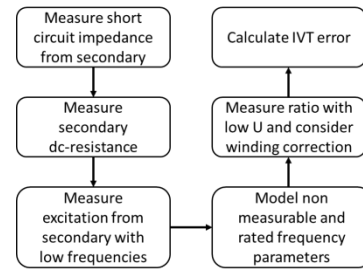 Measure short
circuit impedance
from secondary
Measure
secondary
dc-resistance
Measure
excitation from
secondary with
low frequencies
Model non
measurable and
rated frequency
parameters
Measure ratio with
low U and consider
winding correction
Calculate IVT error